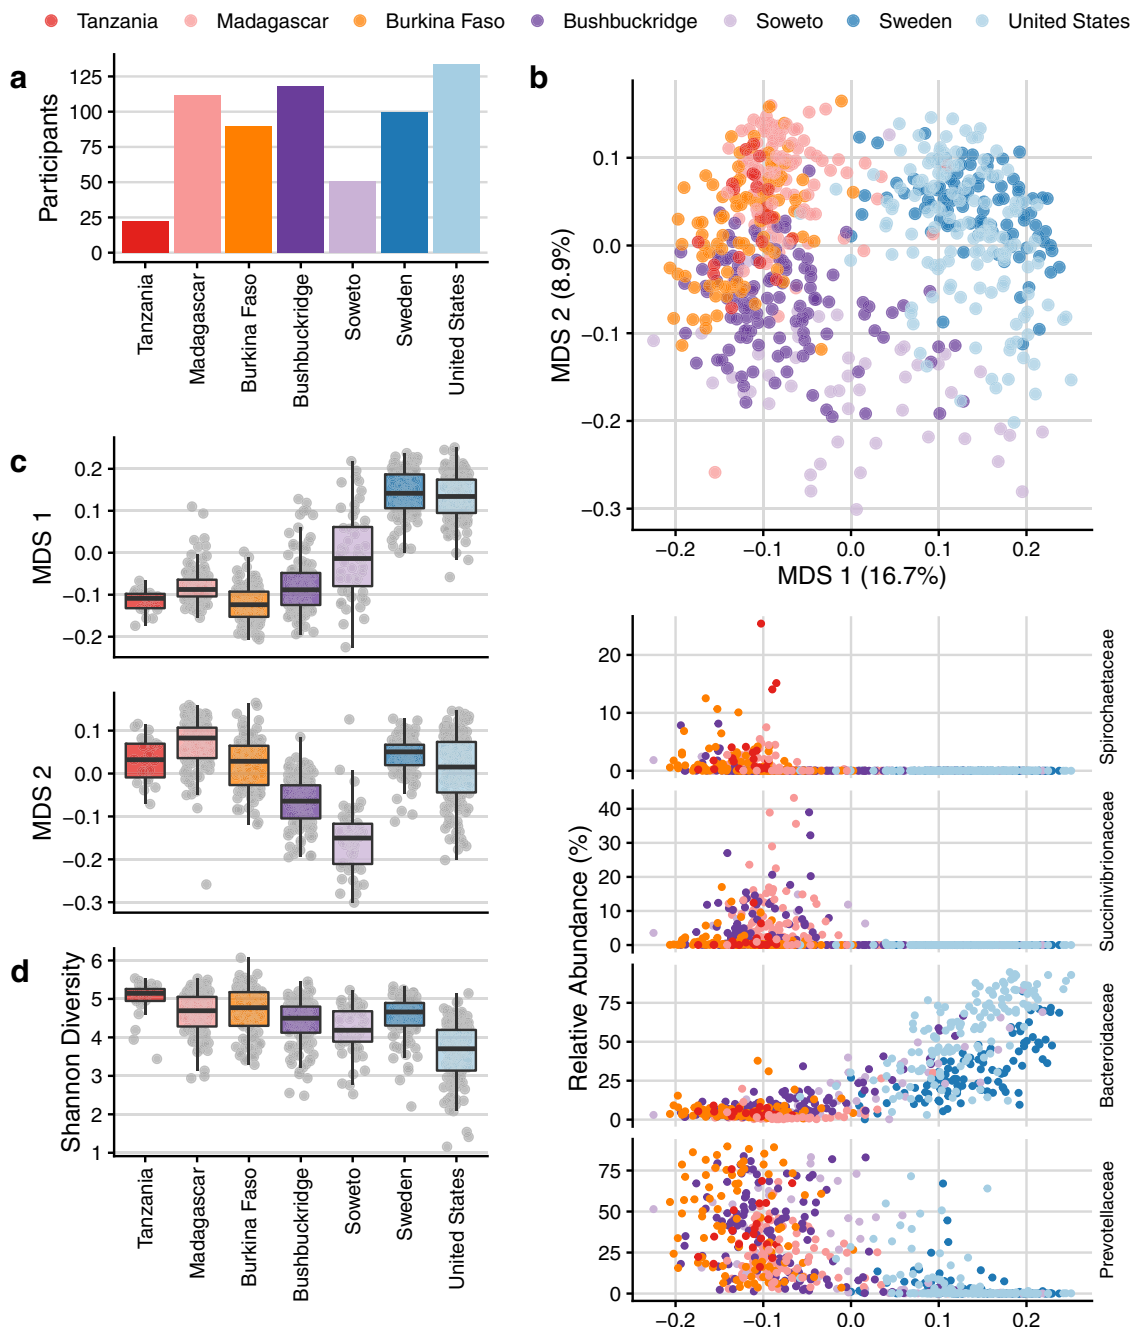 Tanzania Madagascar Burkina Faso Bushbuckridge Soweto Sweden United States
a
Participants
125
100
75
50
25
0
Tanzania
Madagascar
Burkina Faso
Bushbuckridge
Soweto
Sweden
United States
b
MDS 2 (8.9%)
0.1
0.0
−0.1
−0.2
−0.3
−0.2 −0.1 0.0 0.1 0.2
MDS 1 (16.7%)
c
MDS 1
0.2
0.1
0.0
−0.1
−0.2
MDS 2
0.1
0.0
−0.1
−0.2
−0.3
d
Shannon Diversity
6
5
4
3
2
1
Tanzania
Madagascar
Burkina Faso
Bushbuckridge
Soweto
Sweden
United States
Relative Abundance (%)
20
10
0
Spirochaetaceae
40
30
20
10
0
Succinivibrionaceae
75
50
25
0
Bacteroidaceae
75
50
25
0
Prevotellaceae
−0.2 −0.1 0.0 0.1 0.2